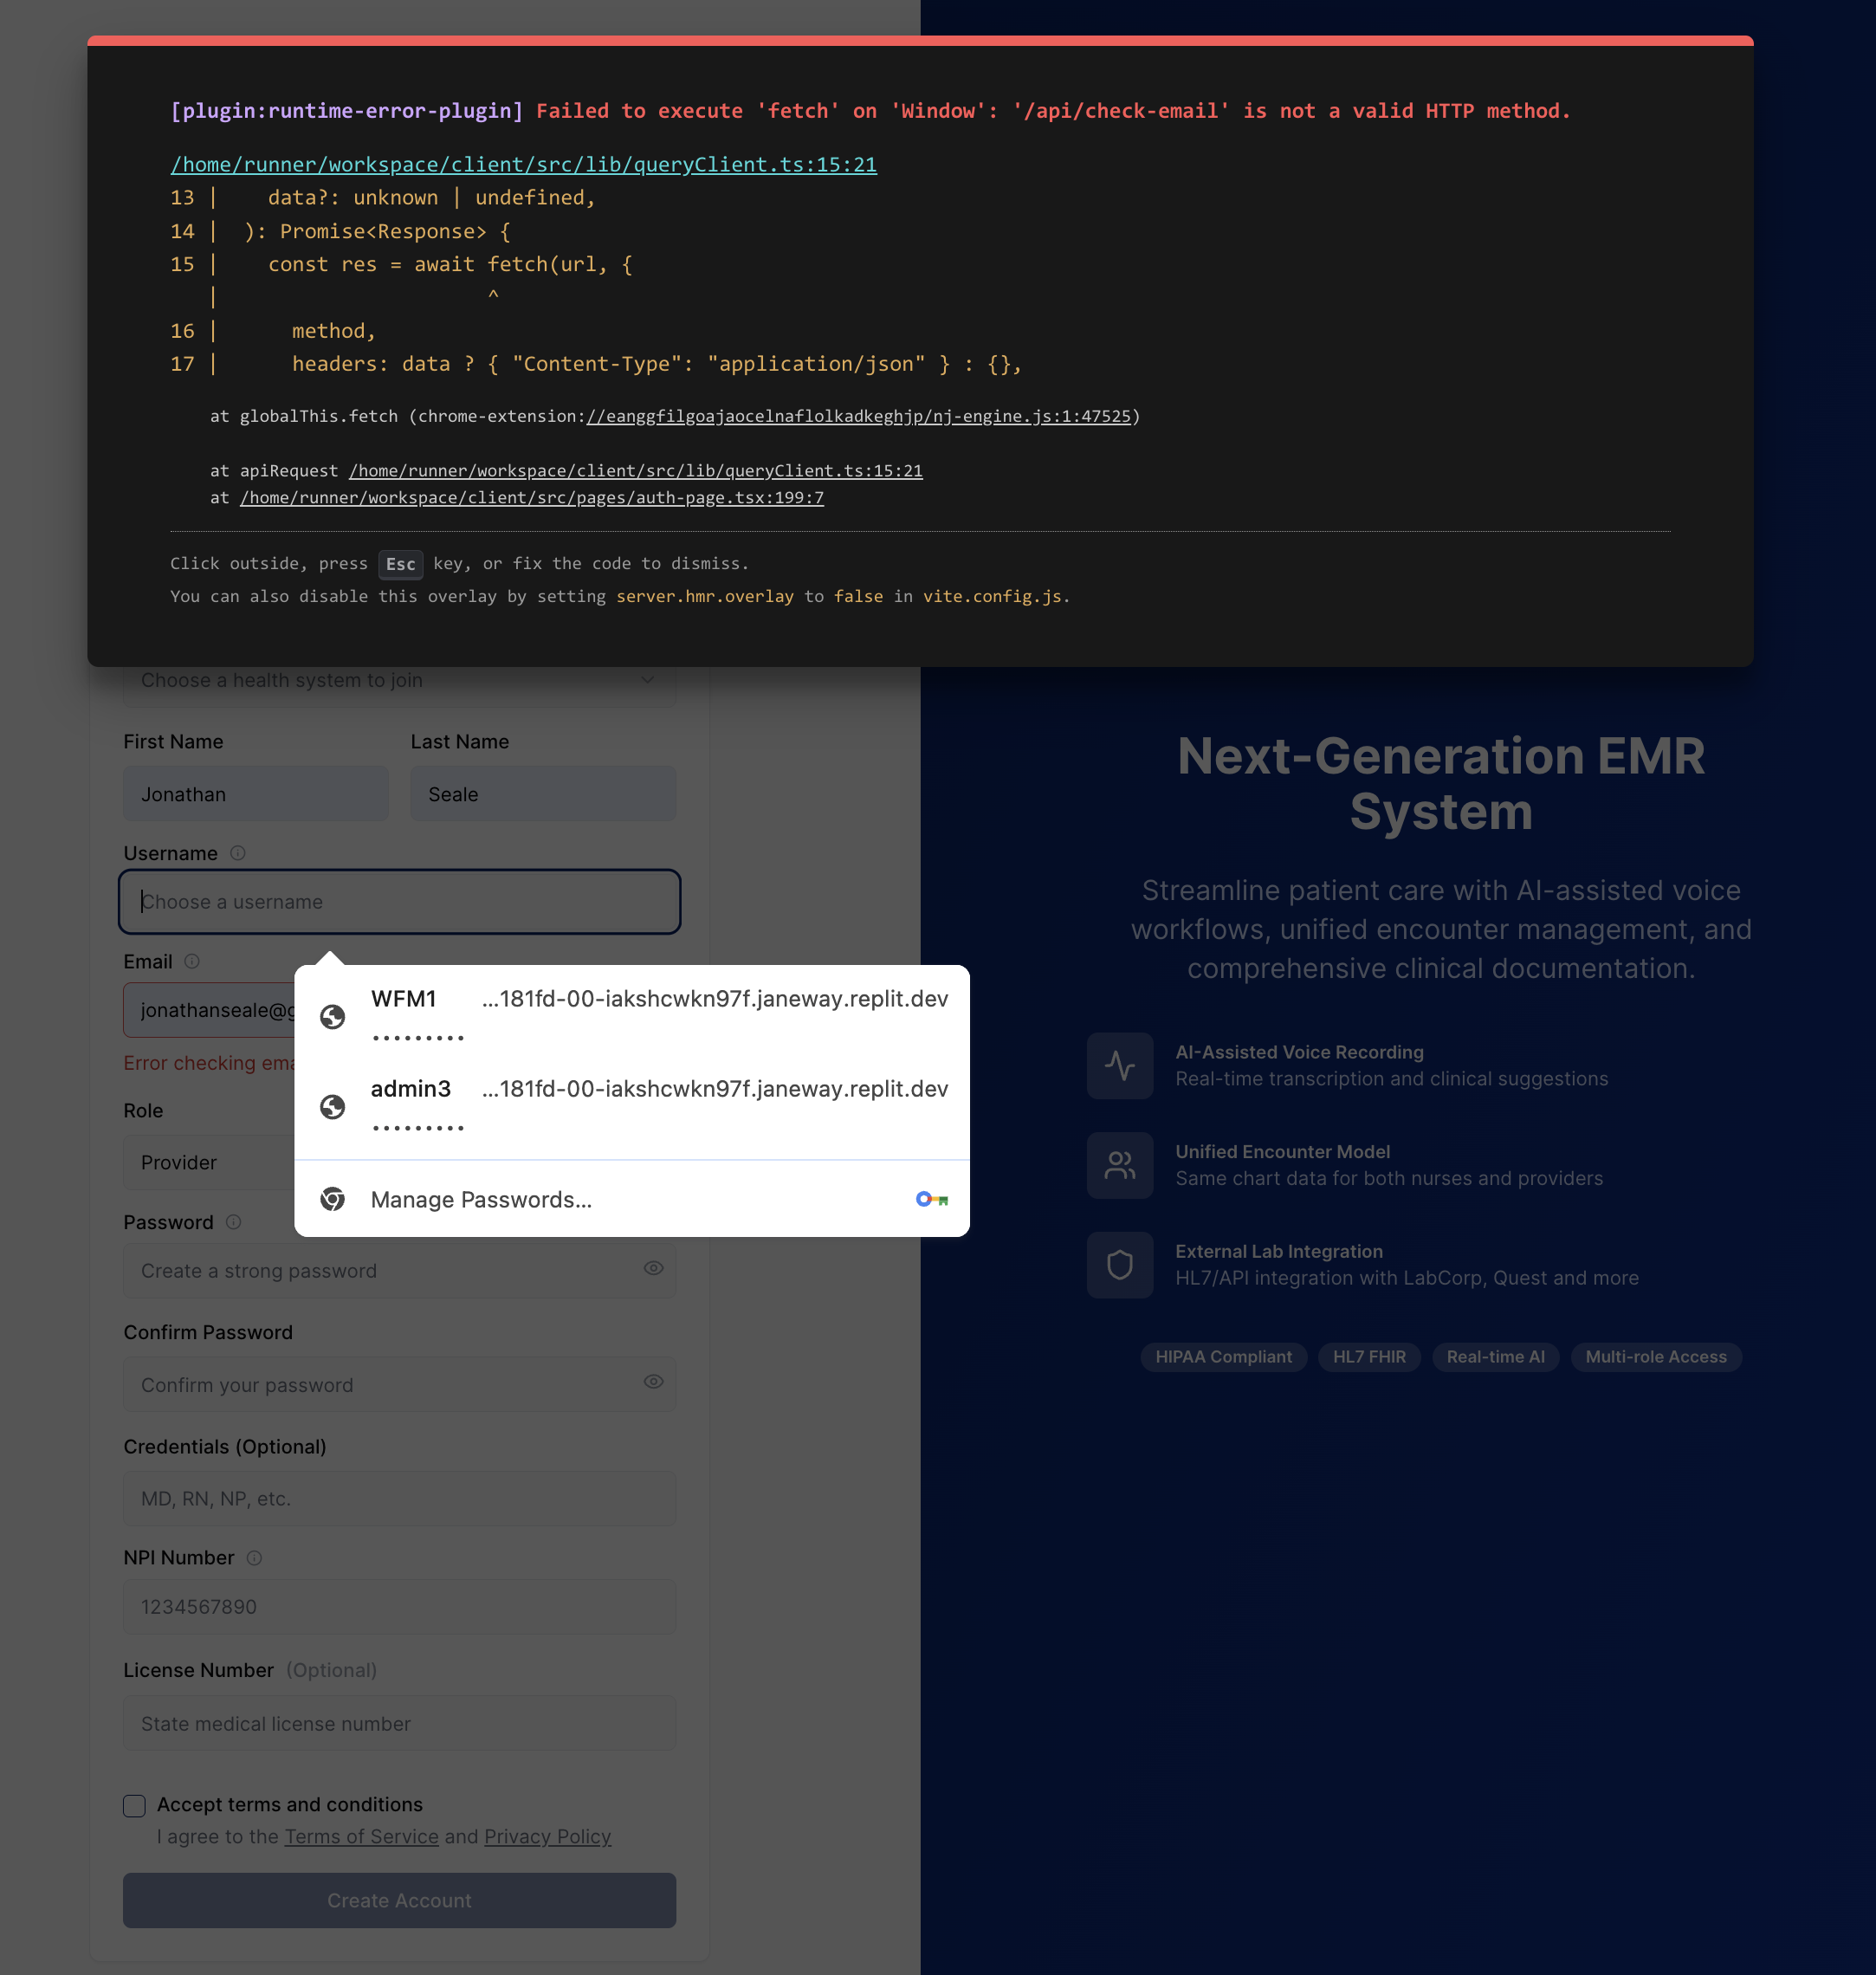 [plugin:runtime-error-plugin] Failed to execute 'fetch' on 'Window': '/api/check-email' is not a valid HTTP method.
/home/runner/workspace/client/src/lib/queryClient.ts:15:21
13 |    data?: unknown | undefined,
14 |  ): Promise<Response> {
15 |    const res = await fetch(url, {
   |                      ^
16 |      method,
17 |      headers: data ? { "Content-Type": "application/json" } : {},
at globalThis.fetch (chrome-extension://eanggfilgoajaocelnaflolkadkeghjp/nj-engine.js:1:47525)
at apiRequest /home/runner/workspace/client/src/lib/queryClient.ts:15:21
at /home/runner/workspace/client/src/pages/auth-page.tsx:199:7
Click outside, press Esc key, or fix the code to dismiss.
You can also disable this overlay by setting server.hmr.overlay to false in vite.config.js.
Choose a health system to join
First Name Last Name
Jonathan Seale
Username
Choose a username
Email
jonathanseale@g
Error checking ema
WFM1 ...181fd-00-iakshcwkn97f.janeway.replit.dev
•••••••••
admin3 ...181fd-00-iakshcwkn97f.janeway.replit.dev
•••••••••
Manage Passwords...
Role
Provider
Password
Create a strong password
Confirm Password
Confirm your password
Credentials (Optional)
MD, RN, NP, etc.
NPI Number
1234567890
License Number (Optional)
State medical license number
Accept terms and conditions
I agree to the Terms of Service and Privacy Policy
Create Account
Next-Generation EMR
System
Streamline patient care with AI-assisted voice
workflows, unified encounter management, and
comprehensive clinical documentation.
AI-Assisted Voice Recording
Real-time transcription and clinical suggestions
Unified Encounter Model
Same chart data for both nurses and providers
External Lab Integration
HL7/API integration with LabCorp, Quest and more
HIPAA Compliant HL7 FHIR Real-time AI Multi-role Access